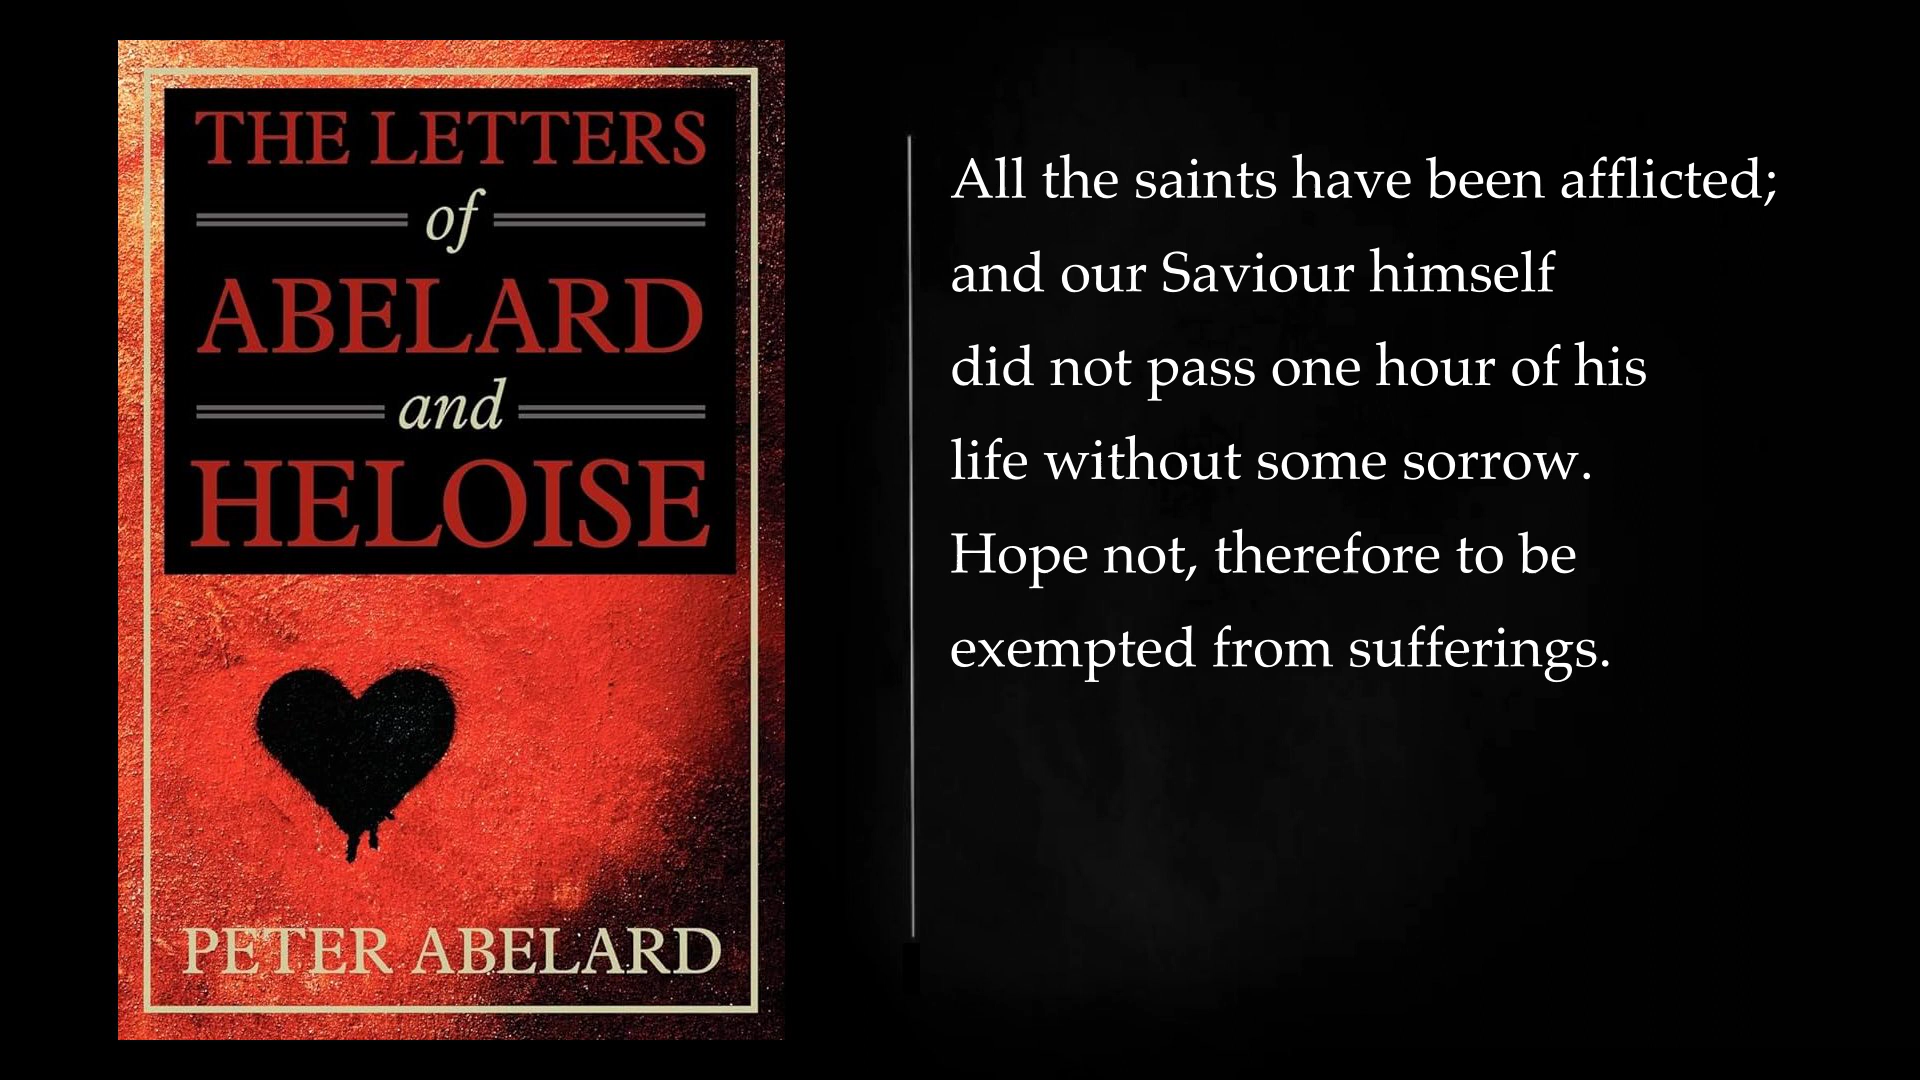 THE LETTERS
of
ABELARD
and
HELOISE
PETER ABELARD
All the saints have been afflicted;
and our Saviour himself
did not pass one hour of his
life without some sorrow.
Hope not, therefore to be
exempted from sufferings.